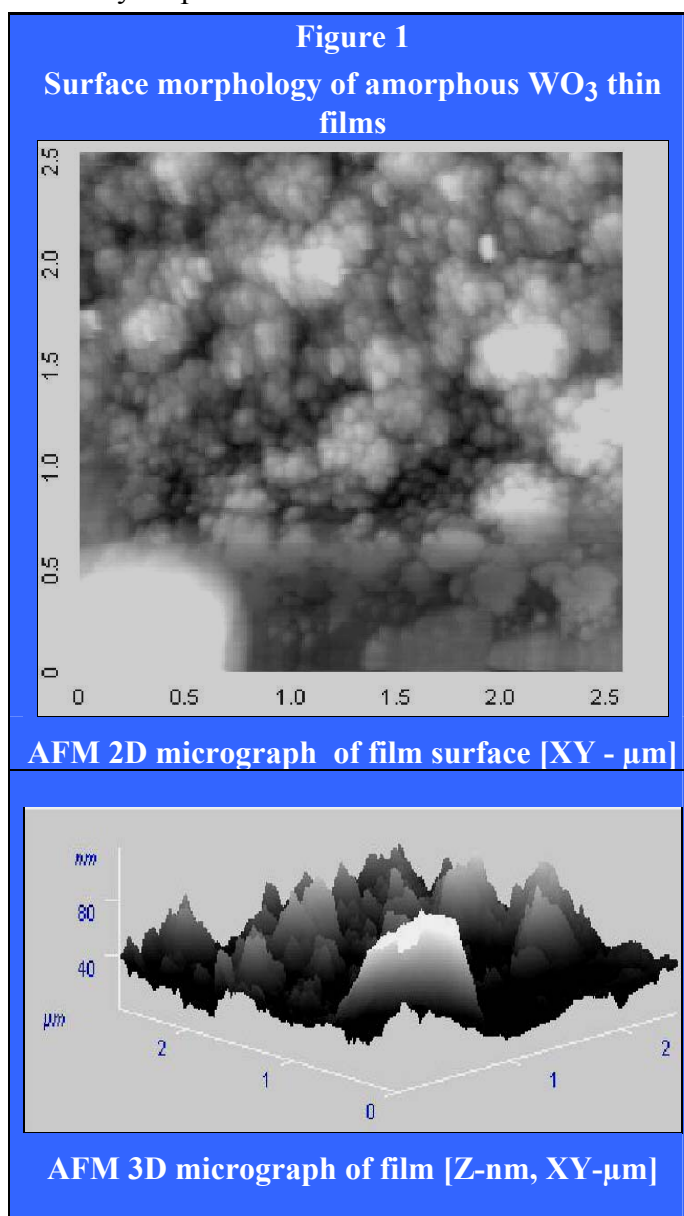 Figure 1
Surface morphology of amorphous WO3 thin
films
2.5
2.0
1.5
1.0
0.5
0
0 0.5 1.0 1.5 2.0 2.5
AFM 2D micrograph of film surface [XY - µm]
nm
80
40
µm
2 1 0 1 2
AFM 3D micrograph of film [Z-nm, XY-µm]